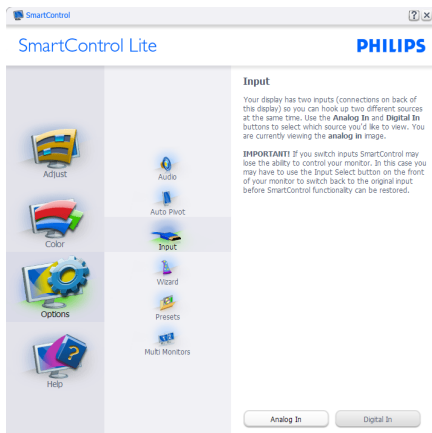 SmartControl
SmartControl Lite
PHILIPS
Adjust
Color
Options
Help
Audio
Auto Pivot
Input
Wizard
Presets
Multi Monitors
Input
Your display has two inputs (connections on back of
this display) so you can hook up two different sources
at the same time. Use the Analog In and Digital In
buttons to select which source you'd like to view. You
are currently viewing the analog in image.
IMPORTANT! If you switch inputs SmartControl may
lose the ability to control your monitor. In this case you
may have to use the Input Select button on the front
of your monitor to switch back to the original input
before SmartControl functionality can be restored.
Analog In
Digital In